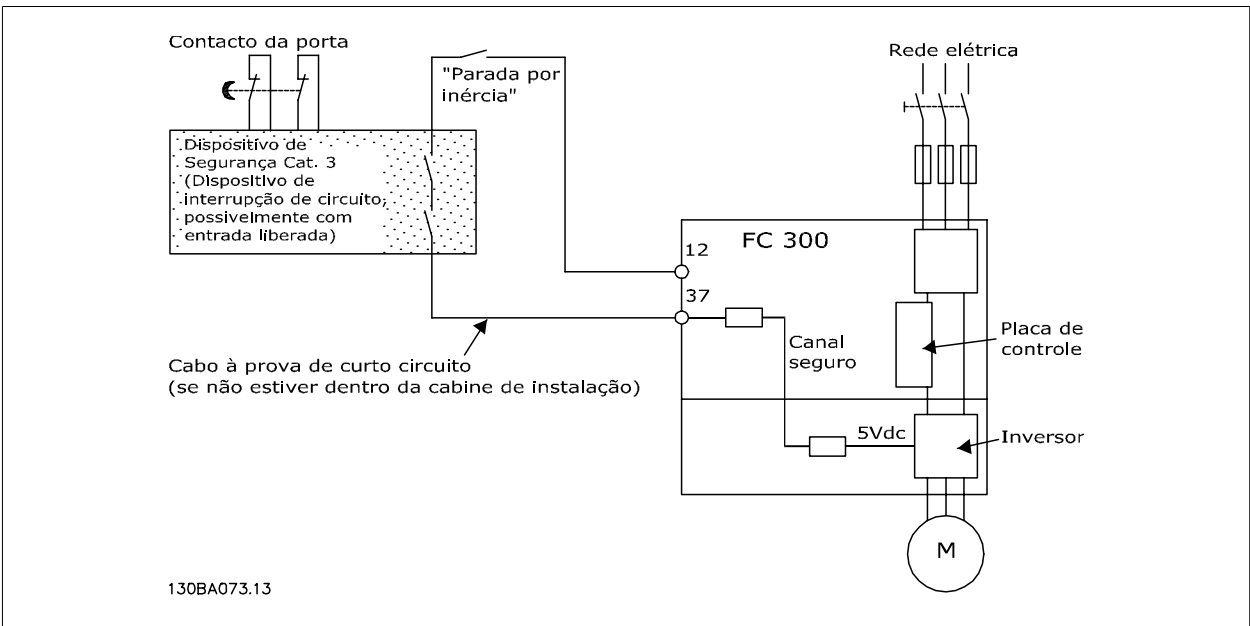 Contacto da porta
"Parada por
inércia"
Rede elétrica
Dispositivo de
Segurança Cat. 3
(Dispositivo de
interrupção de circuito,
possivelmente com
entrada liberada)
FC 300
12
37
Canal
seguro
Placa de
controle
Cabo à prova de curto circuito
(se não estiver dentro da cabine de instalação)
5Vdc
Inversor
M
130BA073.13